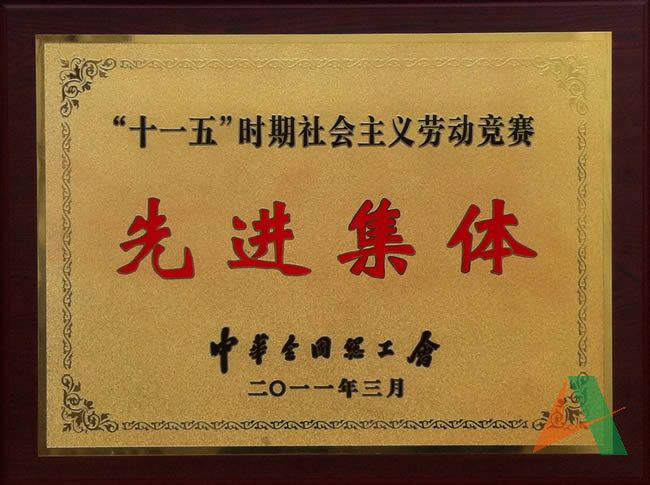 “十一五”时期社会主义劳动竞赛
先进集体
中华全国总工會
二〇一一年三月